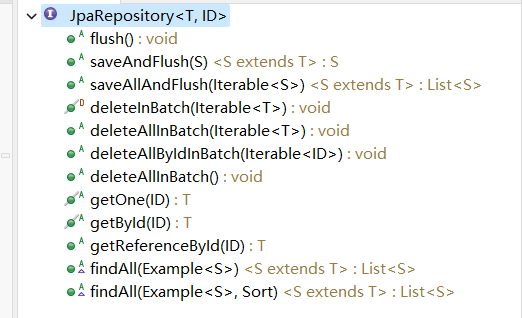 JpaRepository<T, ID>
flush() : void
saveAndFlush(S) <S extends T> : S
saveAllAndFlush(Iterable<S>) <S extends T> : List<S>
deleteInBatch(Iterable<T>) : void
deleteAllInBatch(Iterable<T>) : void
deleteAllByIdInBatch(Iterable<ID>) : void
deleteAllInBatch() : void
getOne(ID) : T
getById(ID) : T
getReferenceById(ID) : T
findAll(Example<S>) <S extends T> : List<S>
findAll(Example<S>, Sort) <S extends T> : List<S>